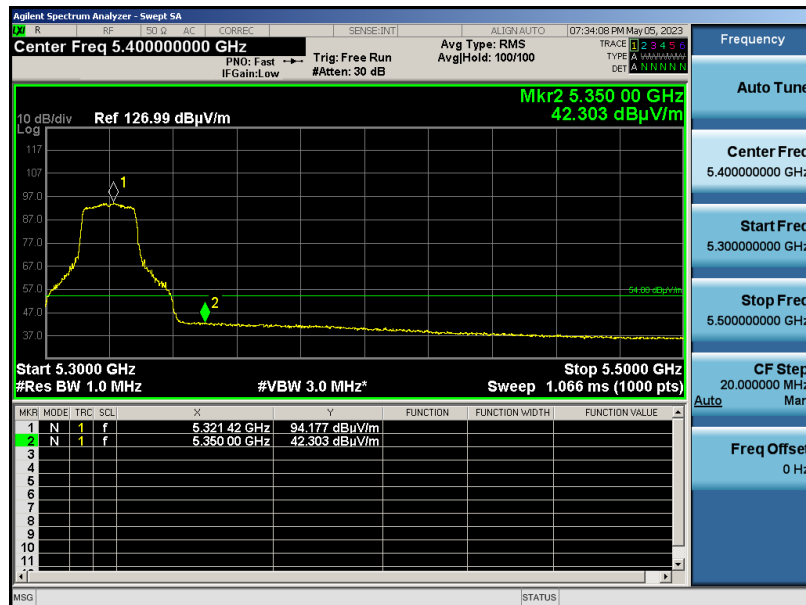 Agilent Spectrum Analyzer - Swept SA
LXI R RF 50 Ω AC CORREC SENSE:INT ALIGN AUTO 07:34:08 PM May 05, 2023
Center Freq 5.400000000 GHz
PNO: Fast
IFGain:Low
Trig: Free Run
#Atten: 30 dB
Avg Type: RMS
Avg|Hold: 100/100
TRACE 1 2 3 4 5 6
TYPE A WWWWW
DET A N N N N N
Mkr2 5.350 00 GHz
42.303 dBµV/m
10 dB/div Ref 126.99 dBµV/m
Log
117
107
97.0
87.0
77.0
67.0
57.0
47.0
37.0
1
2
54.00 dBµV/m
Start 5.3000 GHz Stop 5.5000 GHz
#Res BW 1.0 MHz #VBW 3.0 MHz* Sweep 1.066 ms (1000 pts)
MKR MODE TRC SCL X Y FUNCTION FUNCTION WIDTH FUNCTION VALUE
1 N 1 f 5.321 42 GHz 94.177 dBµV/m
2 N 1 f 5.350 00 GHz 42.303 dBµV/m
3
4
5
6
7
8
9
10
11
MSG STATUS
Frequency
Auto Tune
Center Freq
5.400000000 GHz
Start Freq
5.300000000 GHz
Stop Freq
5.500000000 GHz
CF Step
20.000000 MHz
Auto Man
Freq Offset
0 Hz